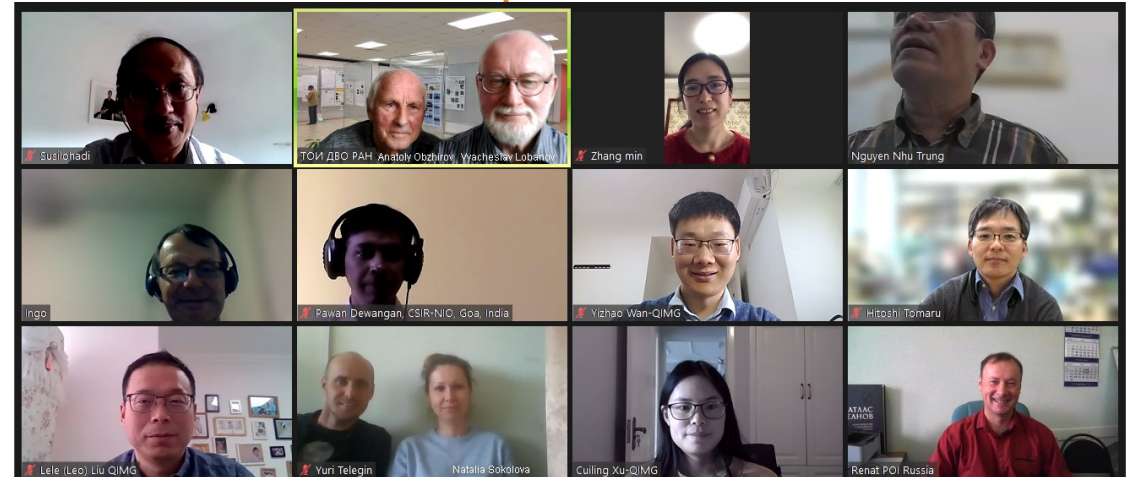 Susilohadi
ТОИ ДВО РАН Anatoly Obzhirov Vyacheslav Lobanov
Zhang min
Nguyen Nhu Trung
Ingo
Pawan Dewangan, CSIR-NIO, Goa, India
Yizhao Wan-QIMG
Hitoshi Tomaru
Lele (Leo) Liu QIMG
Yuri Telegin
Natalia Sokolova
Cuiling Xu-QIMG
АТЛАС
Renat POI Russia